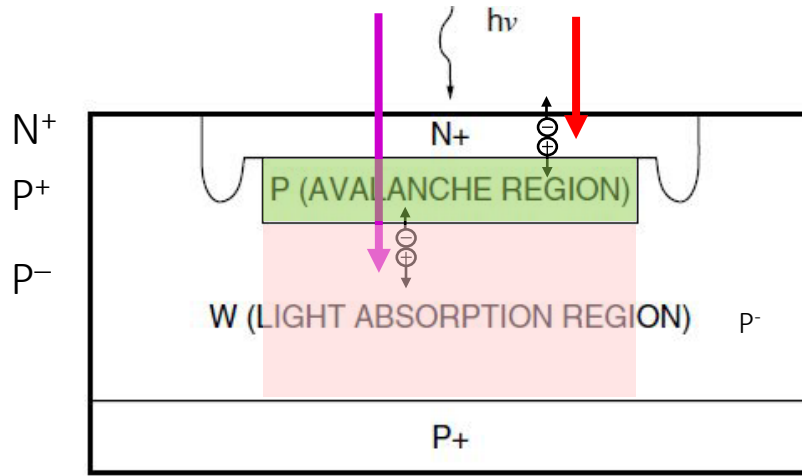 hν
N+
N+
P+
P (AVALANCHE REGION)
− +
− +
P−
W (LIGHT ABSORPTION REGION)
P-
P+